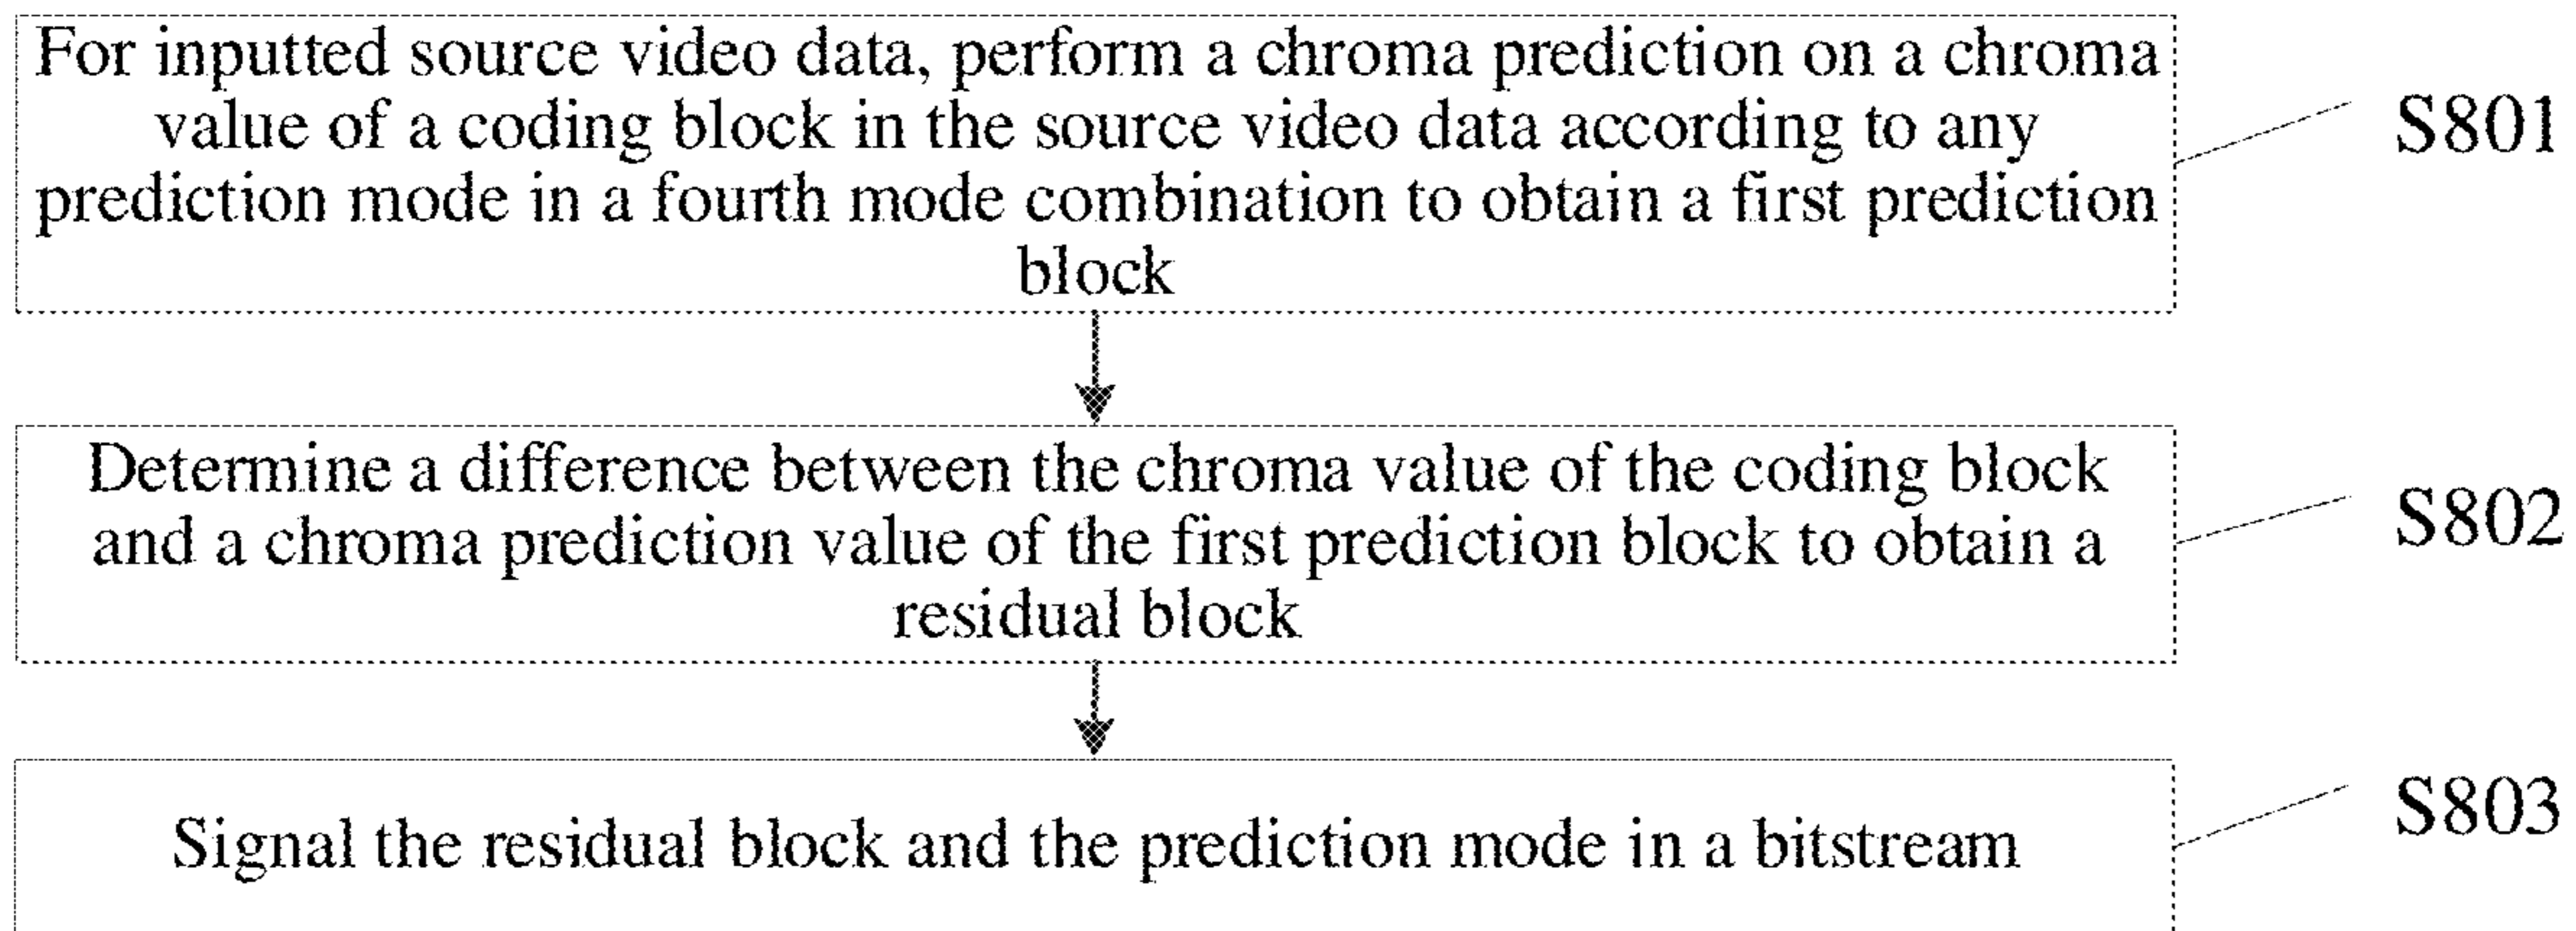 For inputted source video data, perform a chroma prediction on a chroma
value of a coding block in the source video data according to any
prediction mode in a fourth mode combination to obtain a first prediction
block
S801
Determine a difference between the chroma value of the coding block
and a chroma prediction value of the first prediction block to obtain a
residual block
S802
Signal the residual block and the prediction mode in a bitstream
S803